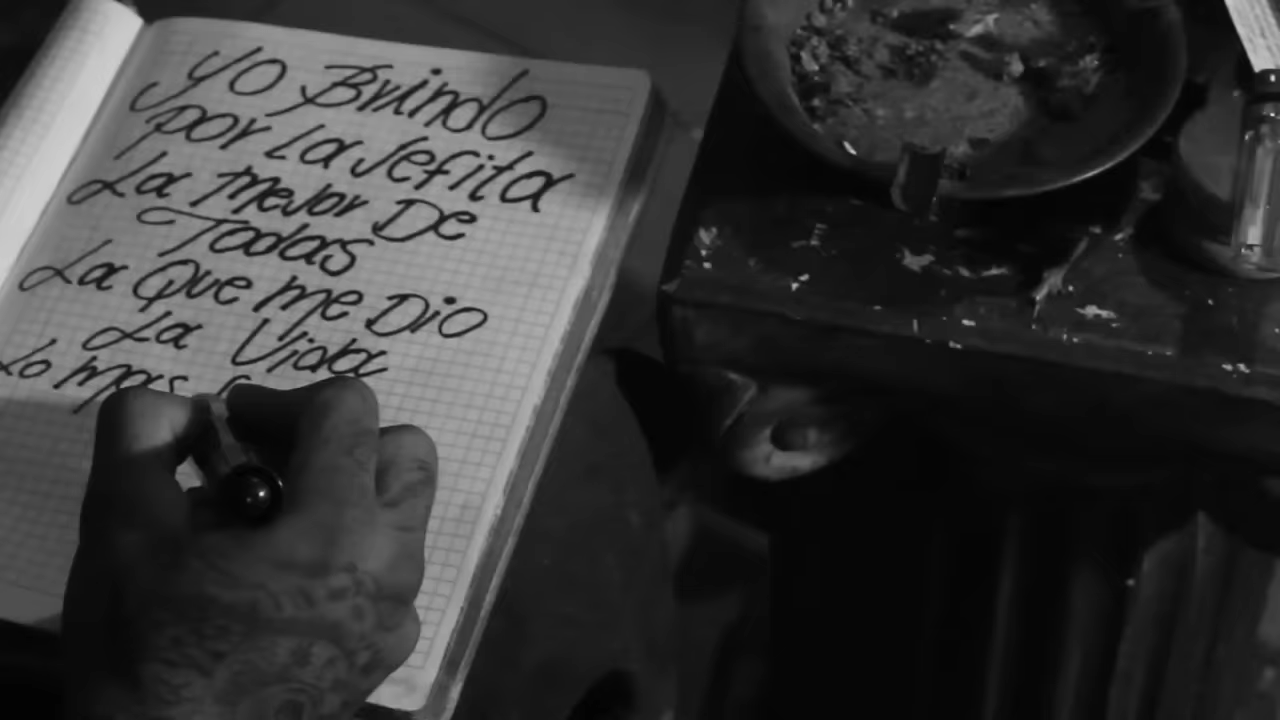 Yo Brindo
por La Jefita
La mejor De
Todas
La Que me Dio
La Vida
Lo mas